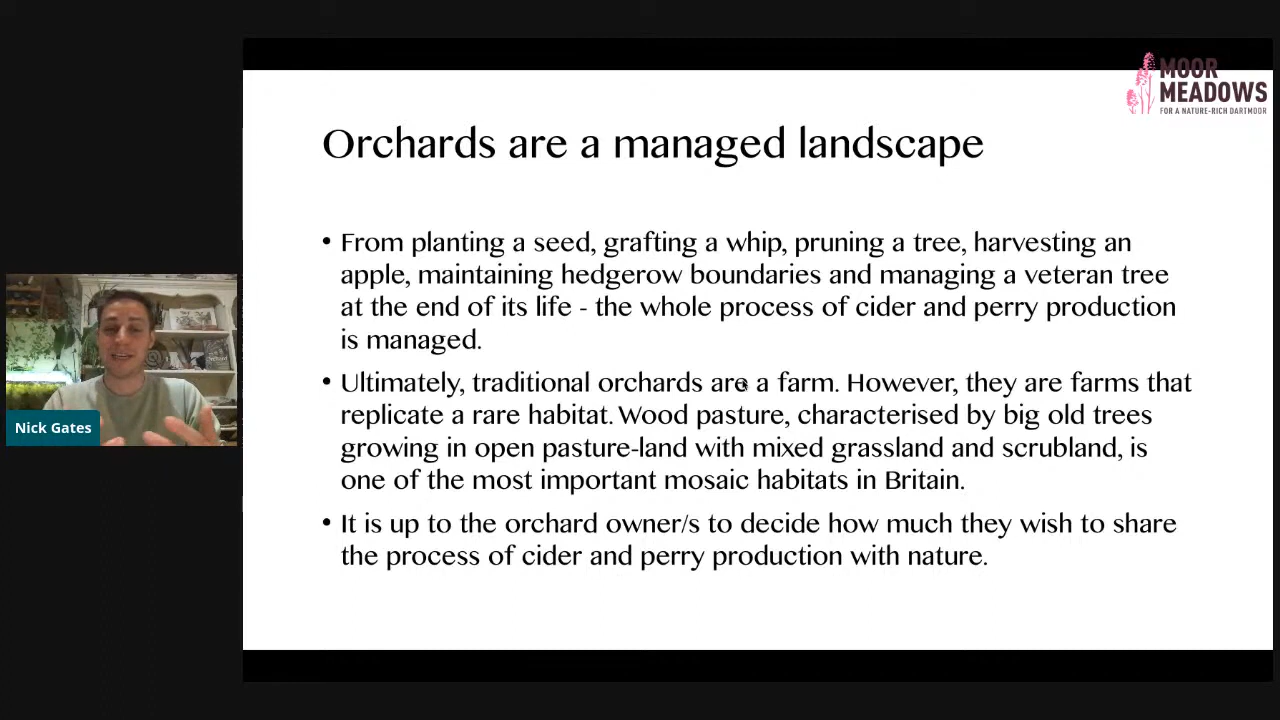 MOOR
MEADOWS
FOR A NATURE-RICH DARTMOOR
Orchards are a managed landscape
• From planting a seed, grafting a whip, pruning a tree, harvesting an
apple, maintaining hedgerow boundaries and managing a veteran tree
at the end of its life - the whole process of cider and perry production
is managed.
• Ultimately, traditional orchards are a farm. However, they are farms that
replicate a rare habitat. Wood pasture, characterised by big old trees
growing in open pasture-land with mixed grassland and scrubland, is
one of the most important mosaic habitats in Britain.
• It is up to the orchard owner/s to decide how much they wish to share
the process of cider and perry production with nature.
Nick Gates